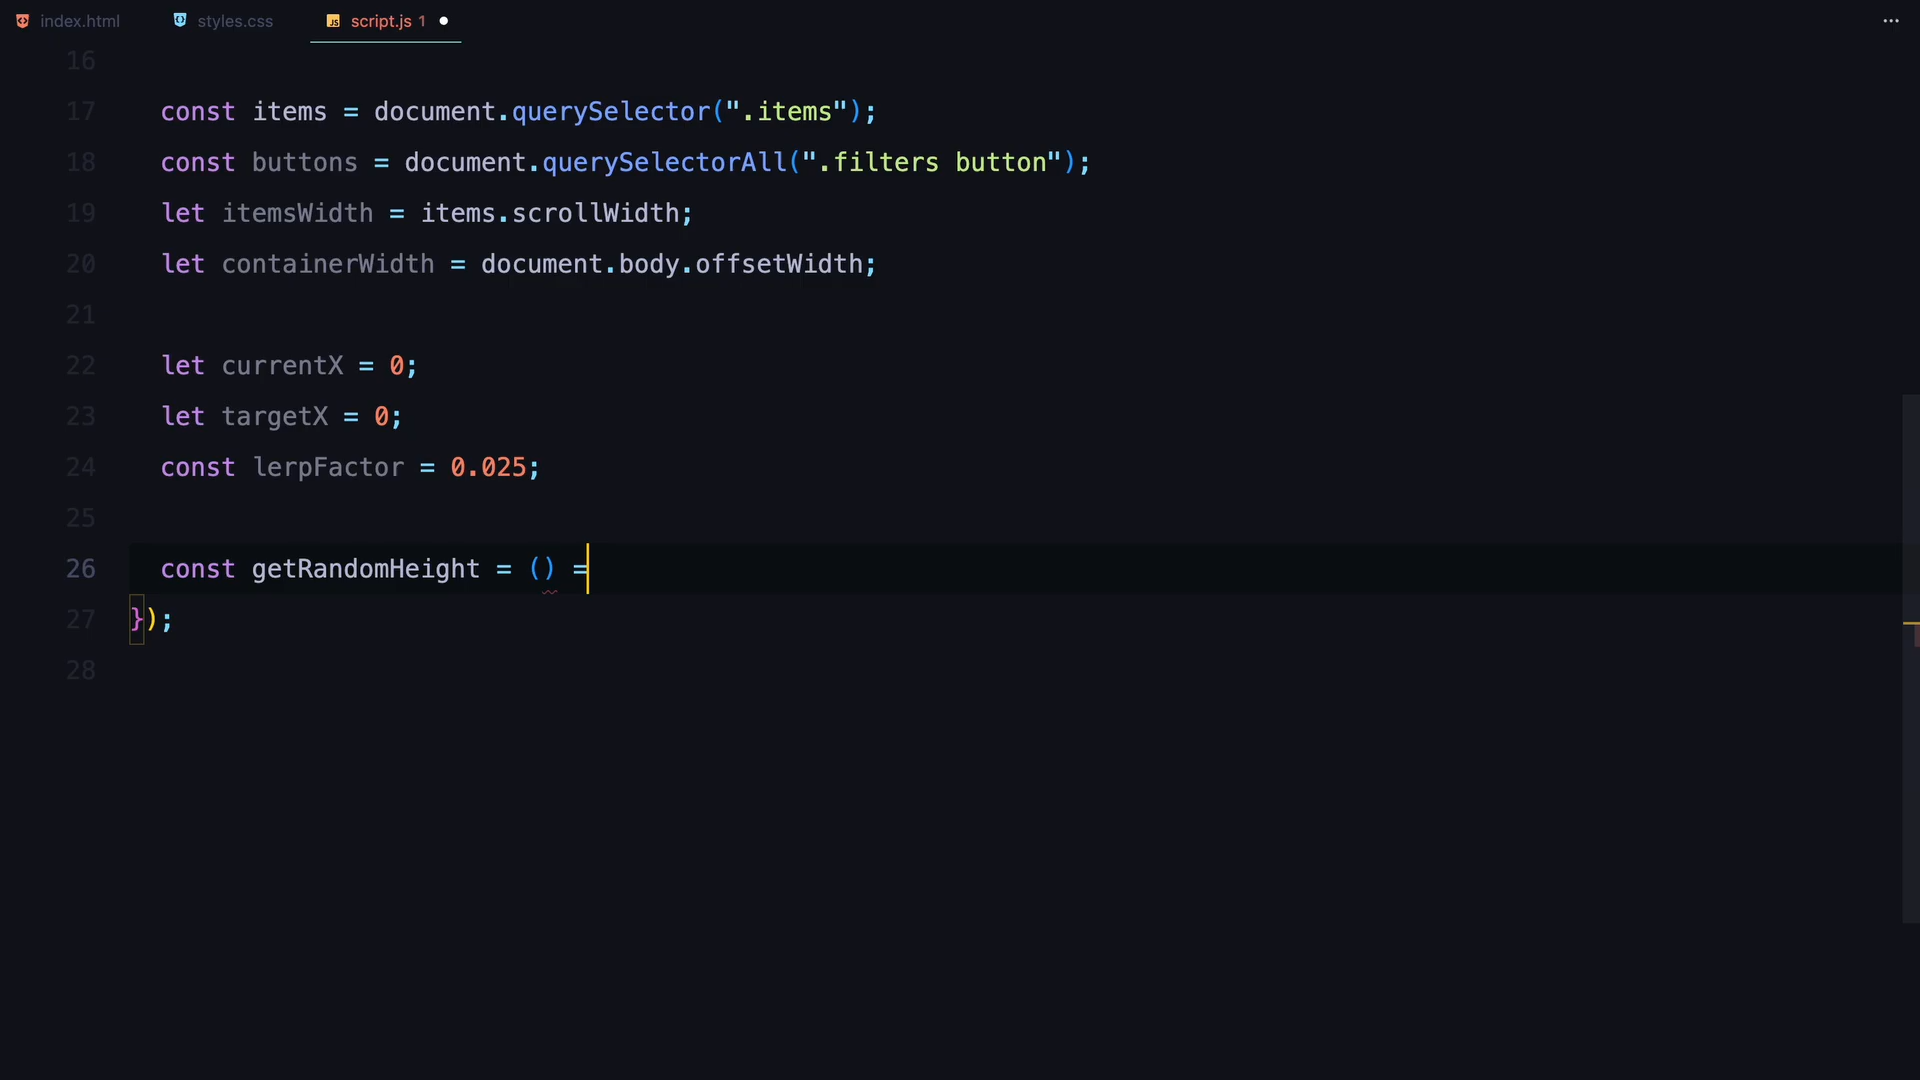 index.html styles.css script.js 1 ● ...
16
17 const items = document.querySelector(".items");
18 const buttons = document.querySelectorAll(".filters button");
19 let itemsWidth = items.scrollWidth;
20 let containerWidth = document.body.offsetWidth;
21
22 let currentX = 0;
23 let targetX = 0;
24 const lerpFactor = 0.025;
25
26 const getRandomHeight = () =
27 });
28